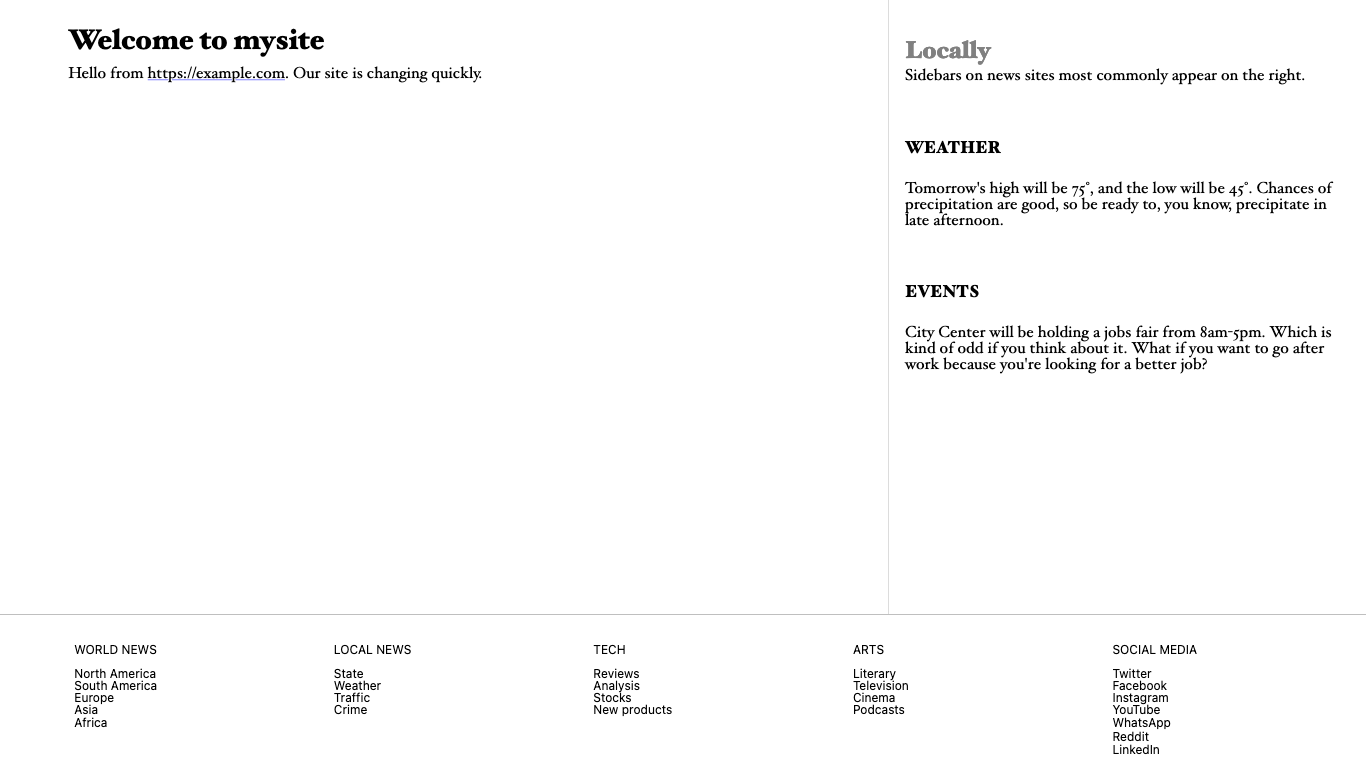 Welcome to mysite
Hello from https://example.com. Our site is changing quickly.
Locally
Sidebars on news sites most commonly appear on the right.
WEATHER
Tomorrow's high will be 75°, and the low will be 45°. Chances of
precipitation are good, so be ready to, you know, precipitate in
late afternoon.
EVENTS
City Center will be holding a jobs fair from 8am-5pm. Which is
kind of odd if you think about it. What if you want to go after
work because you're looking for a better job?
WORLD NEWS
North America
South America
Europe
Asia
Africa
LOCAL NEWS
State
Weather
Traffic
Crime
TECH
Reviews
Analysis
Stocks
New products
ARTS
Literary
Television
Cinema
Podcasts
SOCIAL MEDIA
Twitter
Facebook
Instagram
YouTube
WhatsApp
Reddit
LinkedIn